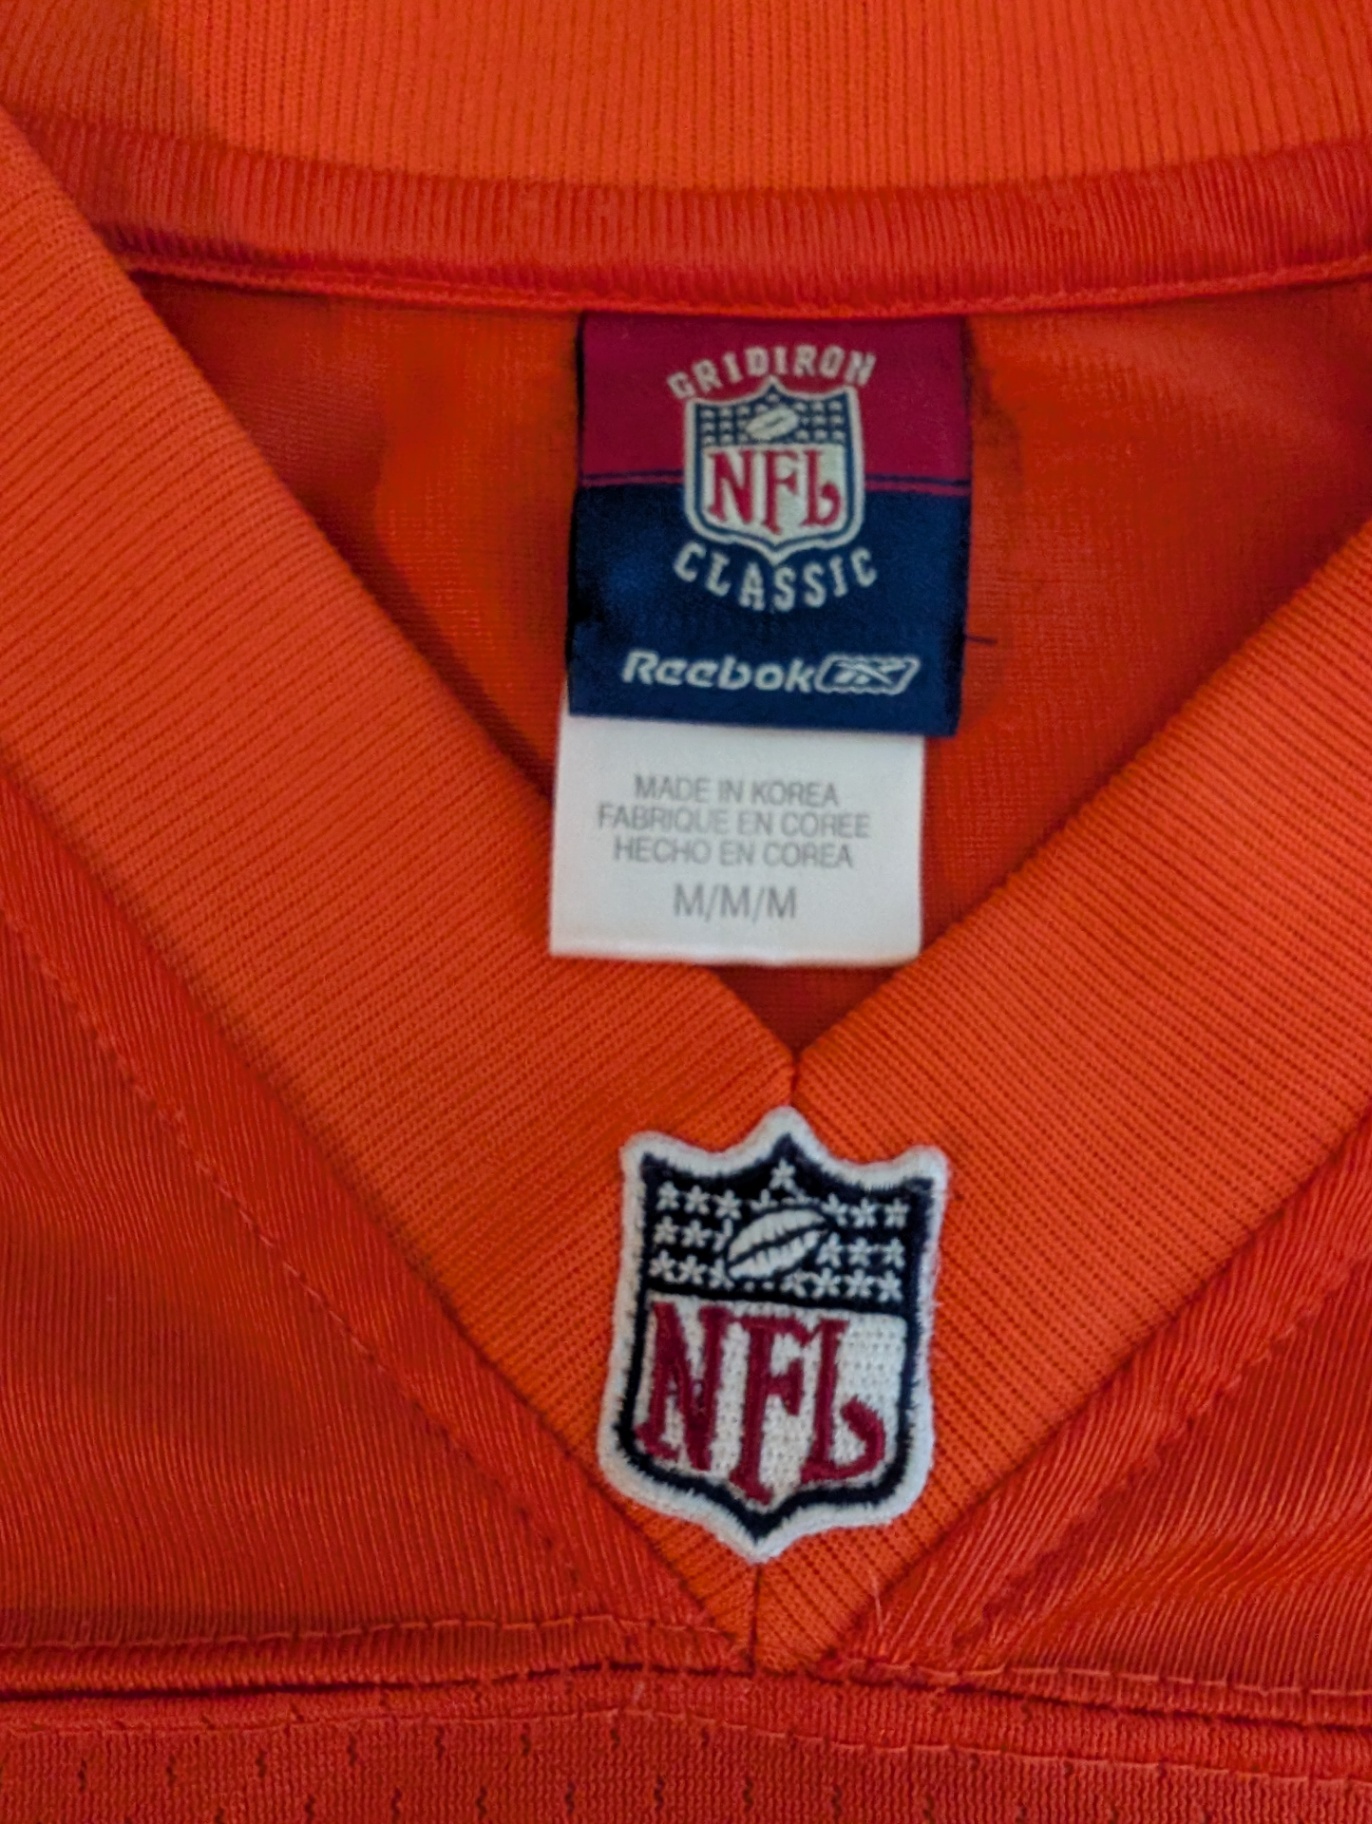 GRIDIRON
NFL
CLASSIC
Reebok
MADE IN KOREA
FABRIQUE EN COREE
HECHO EN COREA
M/M/M
NFL